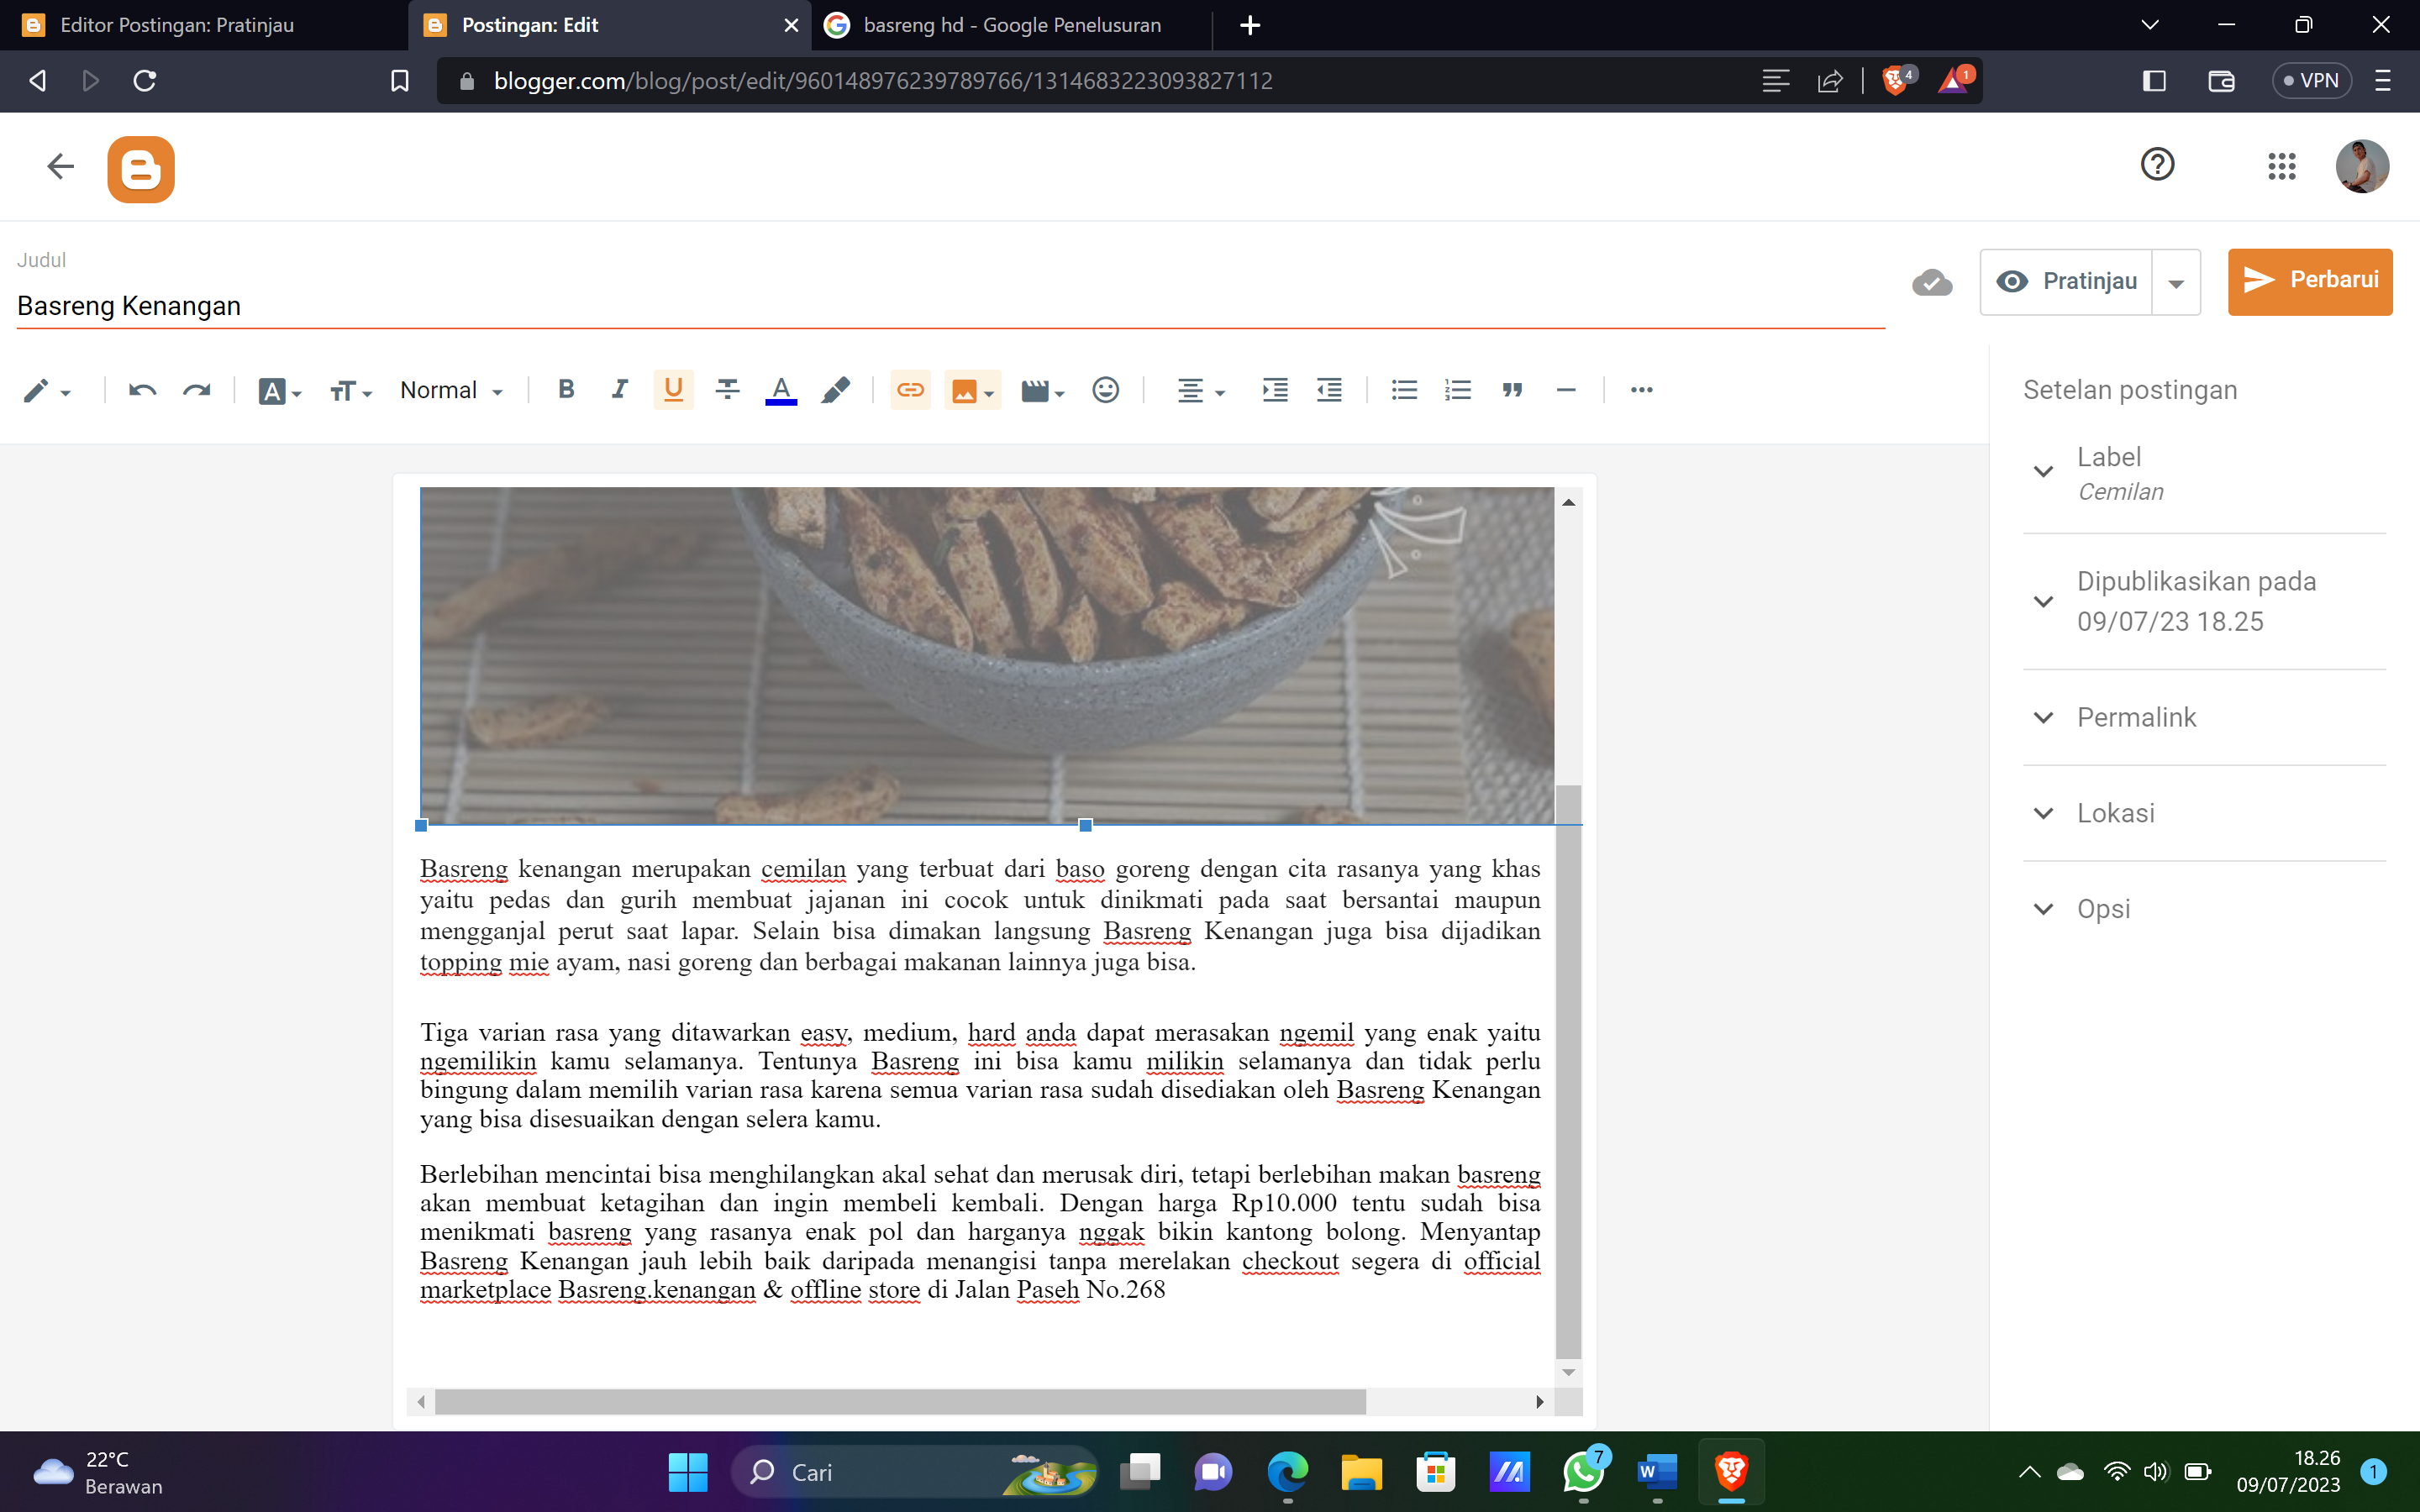 Editor Postingan: Pratinjau
Postingan: Edit
basreng hd - Google Penelusuran
blogger.com/blog/post/edit/960148976239789766/1314683223093827112
4
1
VPN
Judul
Basreng Kenangan
Pratinjau
Perbarui
Normal
Setelan postingan
Label
Cemilan
Dipublikasikan pada
09/07/23 18.25
Permalink
Lokasi
Opsi
Basreng kenangan merupakan cemilan yang terbuat dari baso goreng dengan cita rasanya yang khas
yaitu pedas dan gurih membuat jajanan ini cocok untuk dinikmati pada saat bersantai maupun
mengganjal perut saat lapar. Selain bisa dimakan langsung Basreng Kenangan juga bisa dijadikan
topping mie ayam, nasi goreng dan berbagai makanan lainnya juga bisa.
Tiga varian rasa yang ditawarkan easy, medium, hard anda dapat merasakan ngemil yang enak yaitu
ngemilikin kamu selamanya. Tentunya Basreng ini bisa kamu milikin selamanya dan tidak perlu
bingung dalam memilih varian rasa karena semua varian rasa sudah disediakan oleh Basreng Kenangan
yang bisa disesuaikan dengan selera kamu.
Berlebihan mencintai bisa menghilangkan akal sehat dan merusak diri, tetapi berlebihan makan basreng
akan membuat ketagihan dan ingin membeli kembali. Dengan harga Rp10.000 tentu sudah bisa
menikmati basreng yang rasanya enak pol dan harganya nggak bikin kantong bolong. Menyantap
Basreng Kenangan jauh lebih baik daripada menangisi tanpa merelakan checkout segera di official
marketplace Basreng.kenangan & offline store di Jalan Paseh No.268
22°C
Berawan
Cari
7
18.26
09/07/2023
1